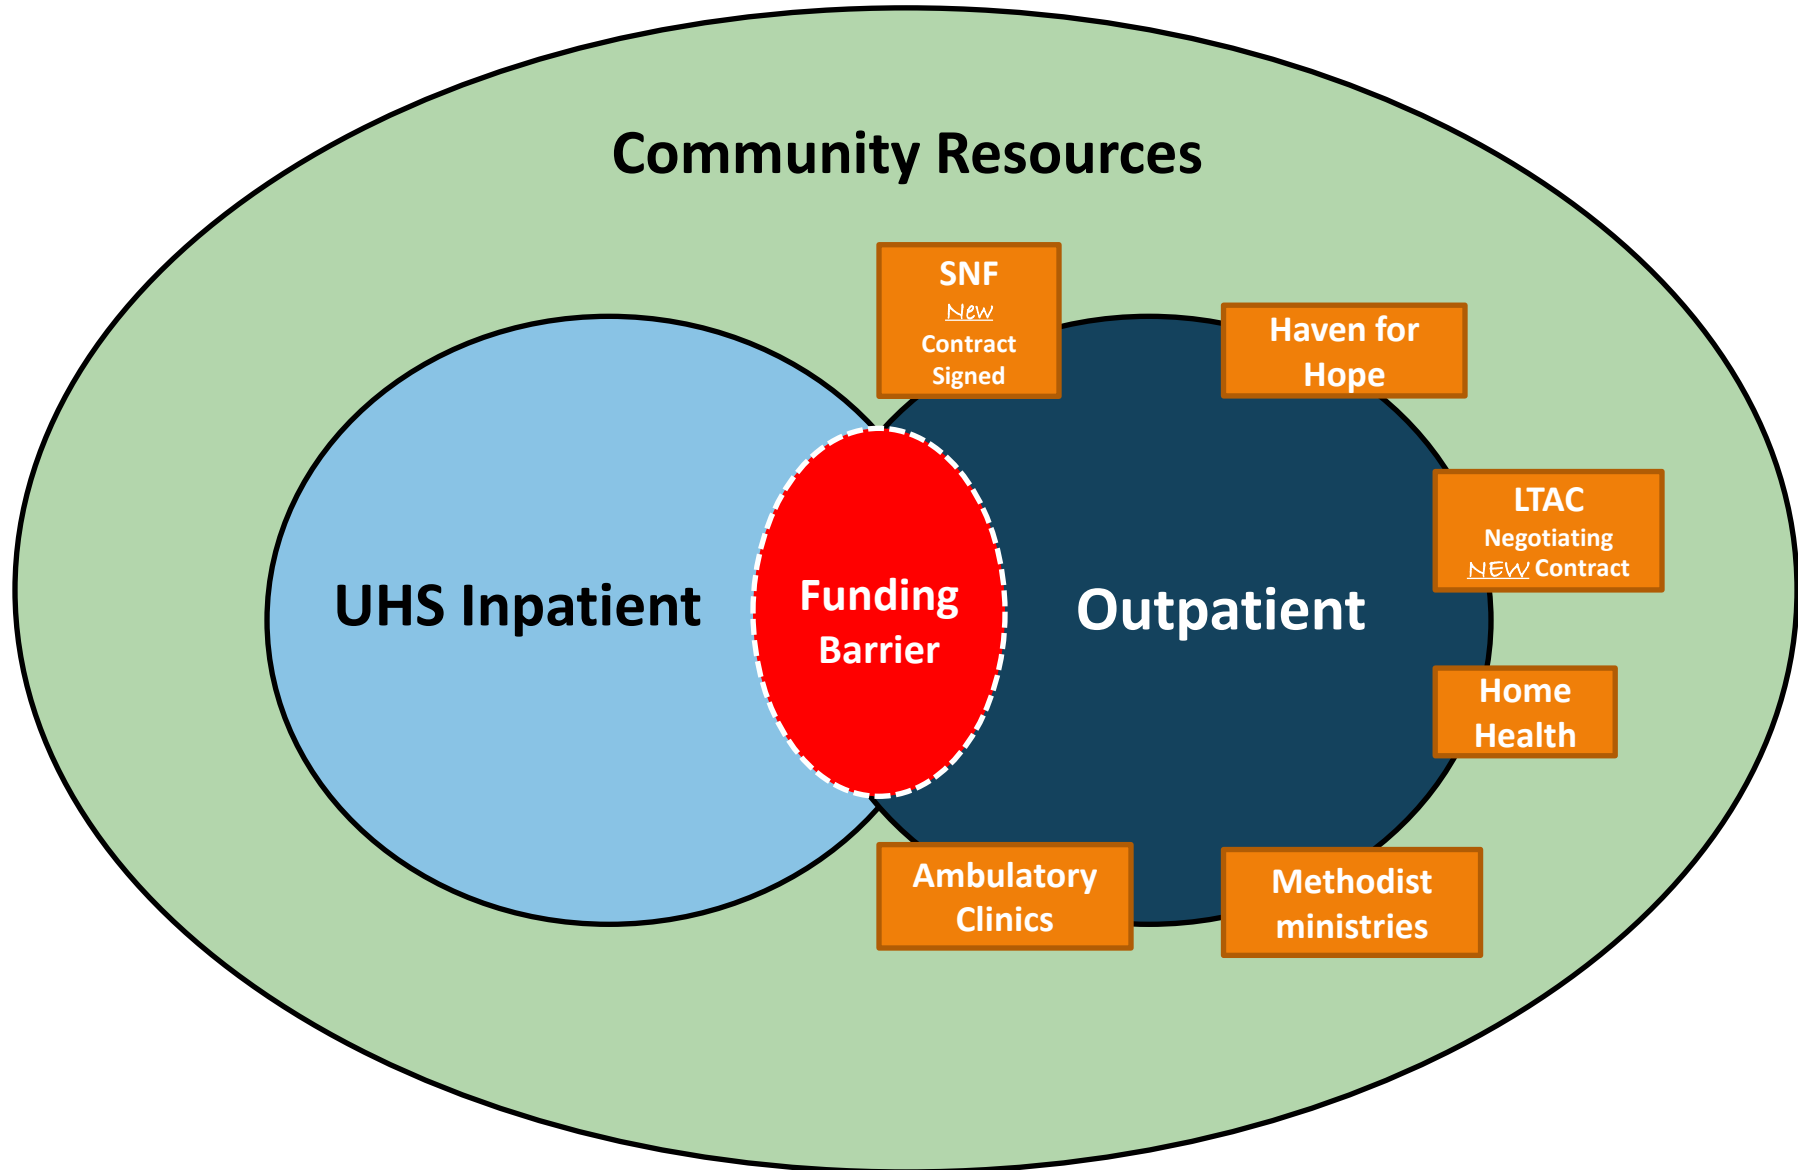 Community Resources
SNF
New
Contract
Signed
Haven for
Hope
LTAC
Negotiating
NEW Contract
UHS Inpatient
Funding
Barrier
Outpatient
Home
Health
Ambulatory
Clinics
Methodist
ministries